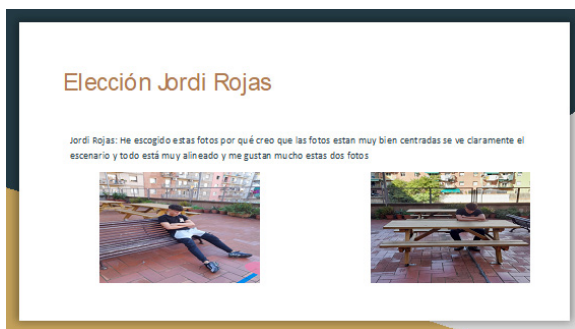 Elección Jordi Rojas
Jordi Rojas: He escogido estas fotos por qué creo que las fotos estan muy bien centradas se ve claramente el
escenario y todo está muy alineado y me gustan mucho estas dos fotos